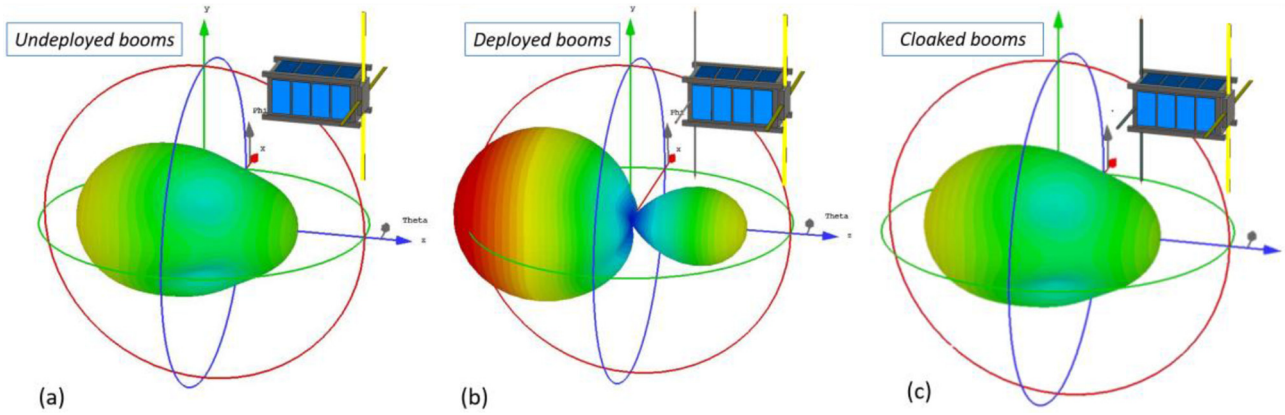 Undeployed booms
Deployed booms
Cloaked booms
y
y
Phi
Phi
x
x
Theta
z
Theta
z
(a)
(b)
(c)